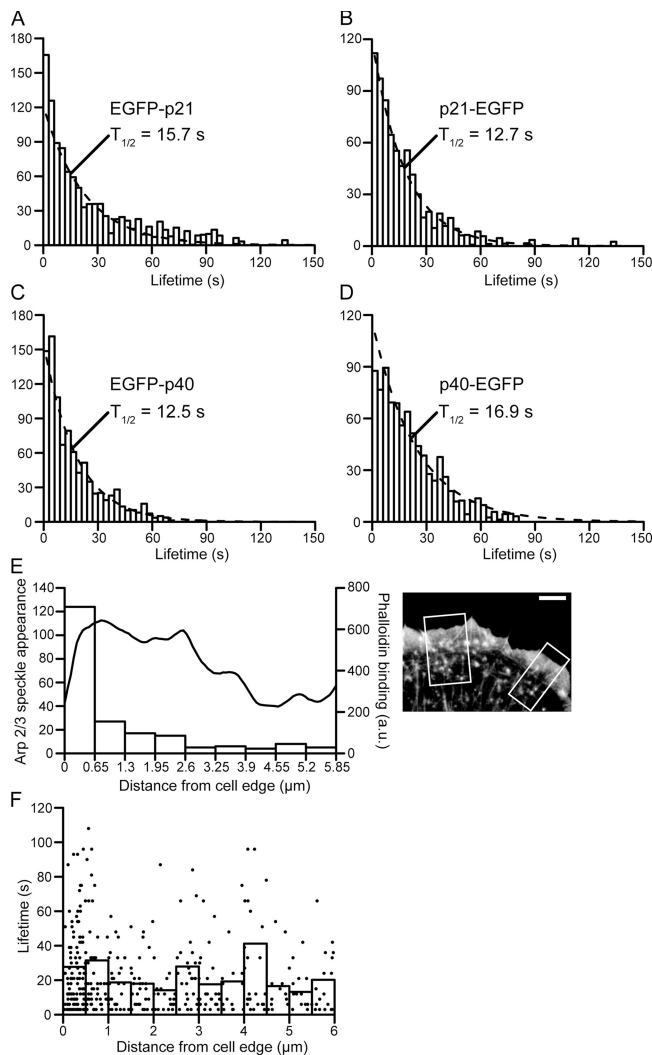 A
180
150
120
90
60
30
0
EGFP-p21
T1/2 = 15.7 s
0 30 60 90 120 150
Lifetime (s)
B
120
90
60
30
0
p21-EGFP
T1/2 = 12.7 s
0 30 60 90 120 150
Lifetime (s)
C
180
150
120
90
60
30
0
EGFP-p40
T1/2 = 12.5 s
0 30 60 90 120 150
Lifetime (s)
D
120
90
60
30
0
p40-EGFP
T1/2 = 16.9 s
0 30 60 90 120 150
Lifetime (s)
E
Arp 2/3 speckle appearance
140
120
100
80
60
40
20
0
800
600
400
200
0
Phalloidin binding (a.u.)
0 0.65 1.3 1.95 2.6 3.25 3.9 4.55 5.2 5.85
Distance from cell edge (µm)
F
Lifetime (s)
120
100
80
60
40
20
0
0 1 2 3 4 5 6
Distance from cell edge (µm)